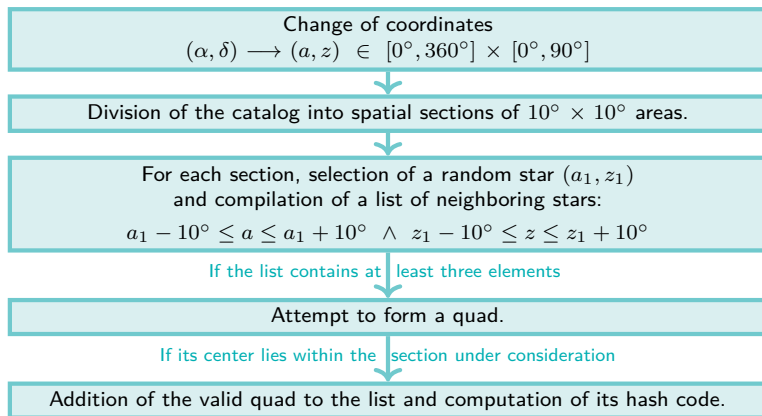 Change of coordinates
(α, δ) ⟶ (a, z) ∈ [0°, 360°] × [0°, 90°]
Division of the catalog into spatial sections of 10° × 10° areas.
For each section, selection of a random star (a₁, z₁)
and compilation of a list of neighboring stars:
a₁ − 10° ≤ a ≤ a₁ + 10° ∧ z₁ − 10° ≤ z ≤ z₁ + 10°
If the list contains at least three elements
Attempt to form a quad.
If its center lies within the section under consideration
Addition of the valid quad to the list and computation of its hash code.